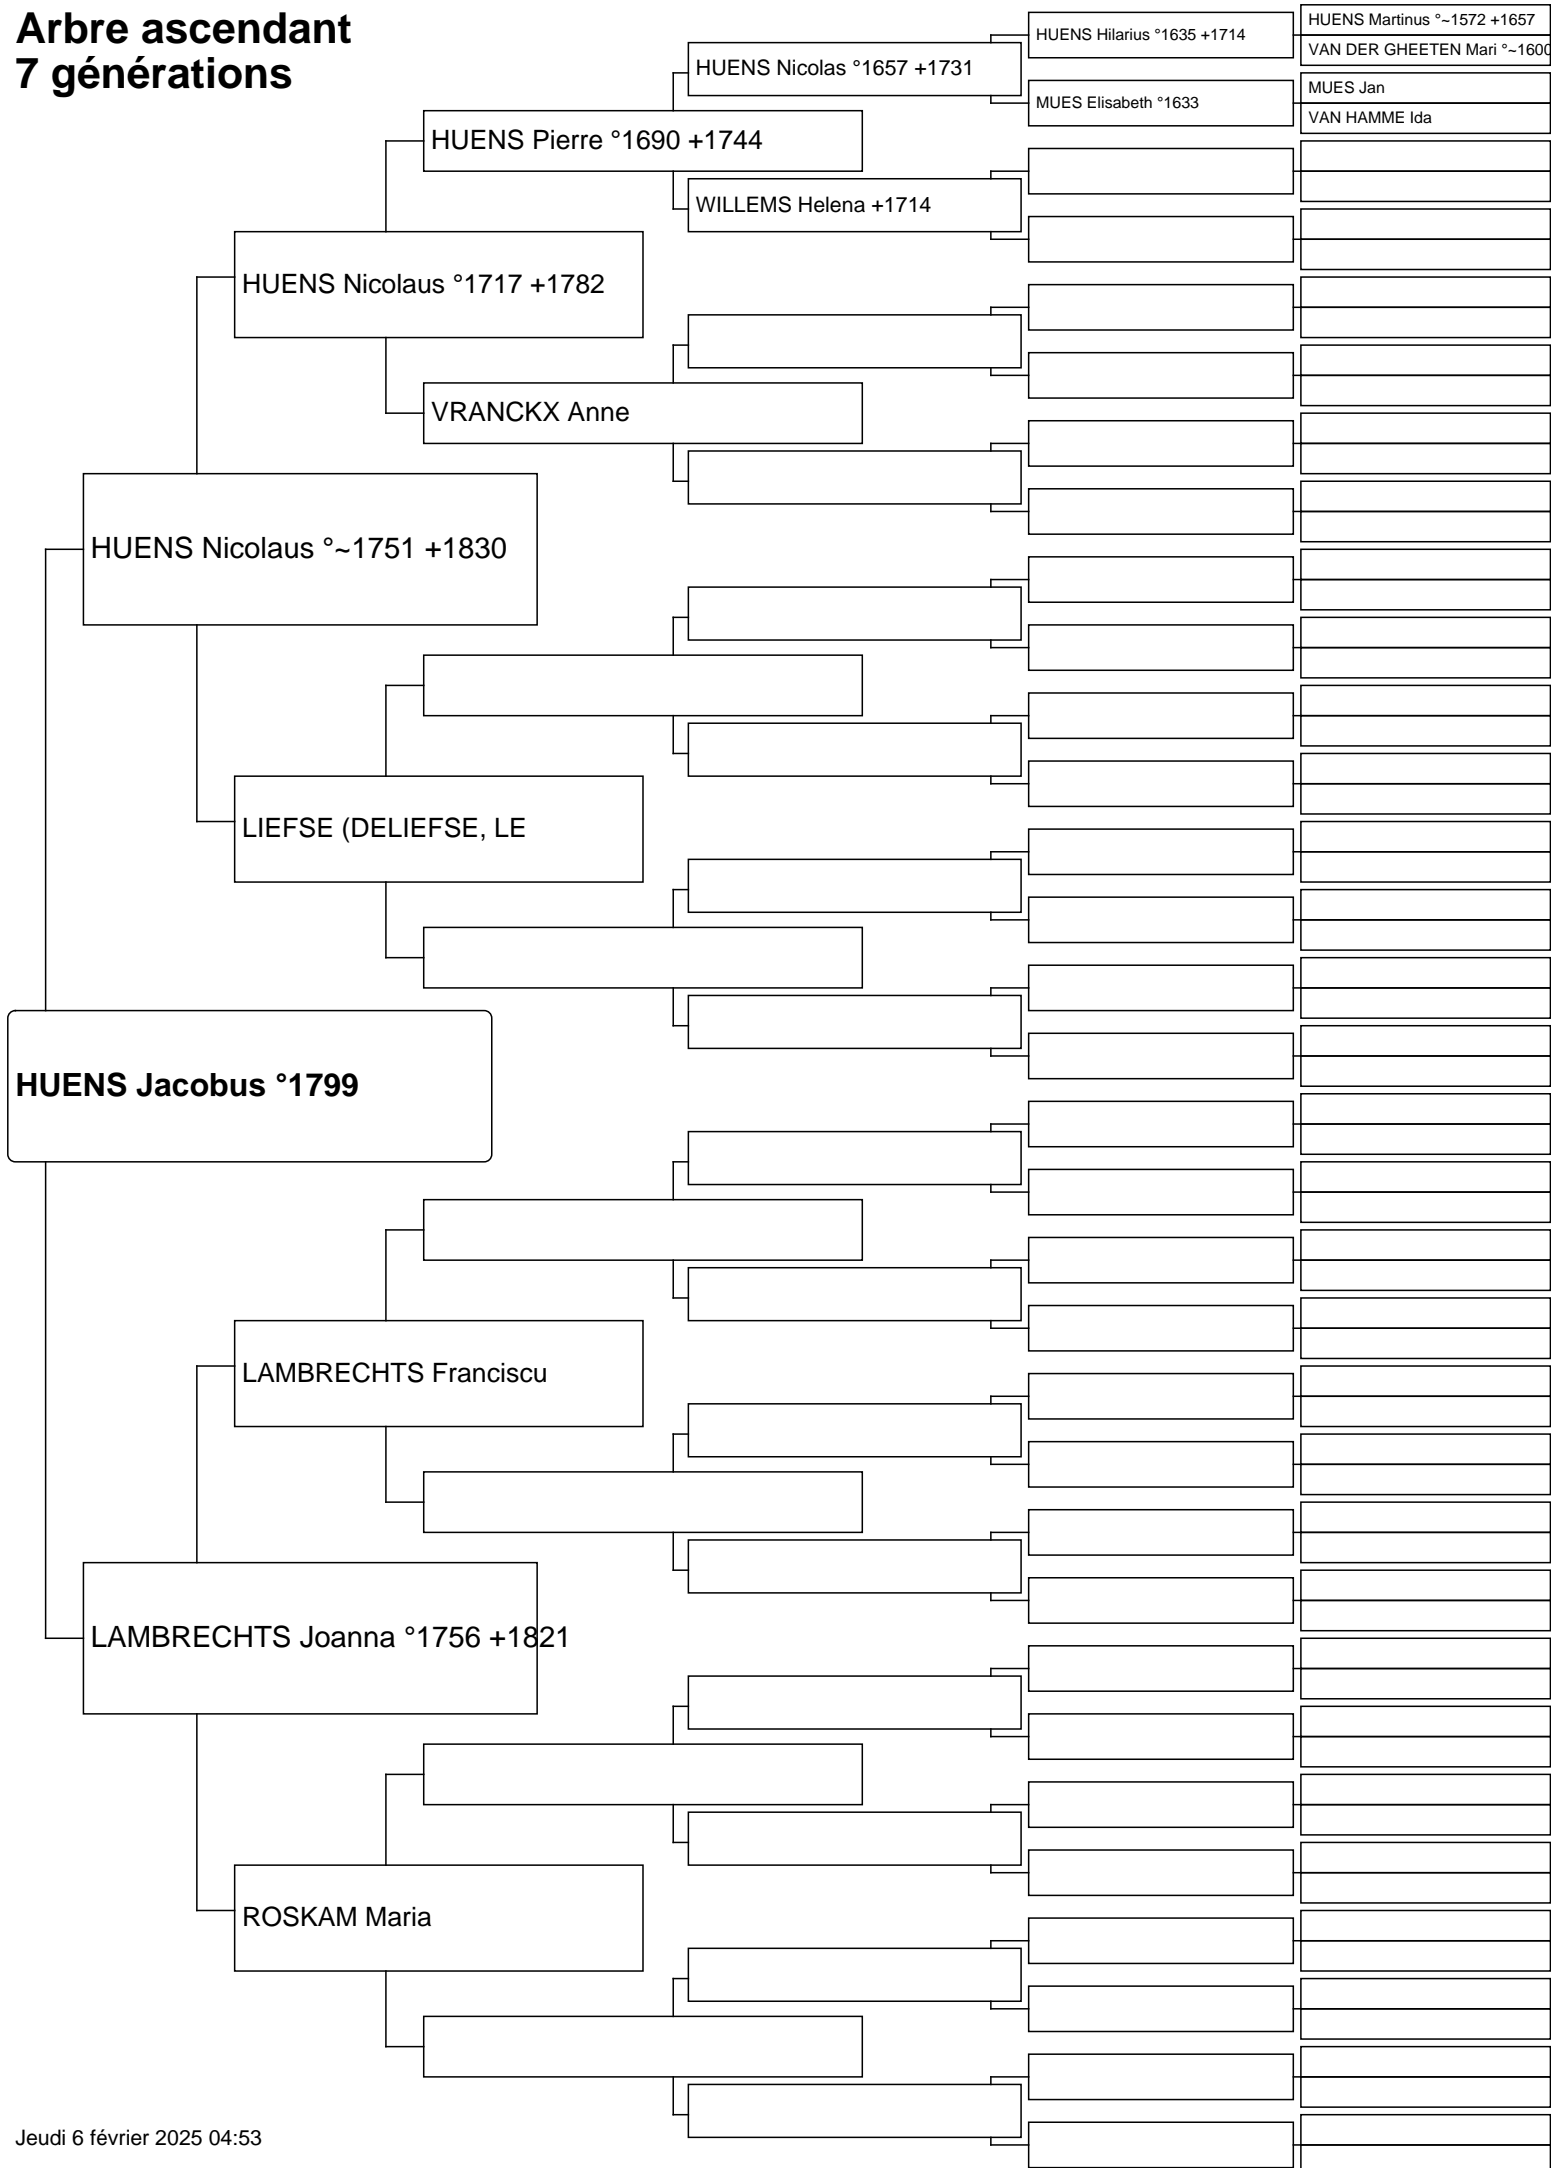 Arbre ascendant
7 générations
HUENS Martinus °~1572 +1657
HUENS Hilarius °1635 +1714
VAN DER GHEETEN Mari °~1600
HUENS Nicolas °1657 +1731
MUES Jan
MUES Elisabeth °1633
VAN HAMME Ida
HUENS Pierre °1690 +1744
WILLEMS Helena +1714
HUENS Nicolaus °1717 +1782
VRANCKX Anne
HUENS Nicolaus °~1751 +1830
LIEFSE (DELIEFSE, LE
HUENS Jacobus °1799
LAMBRECHTS Franciscu
LAMBRECHTS Joanna °1756 +1821
ROSKAM Maria
Jeudi 6 février 2025 04:53